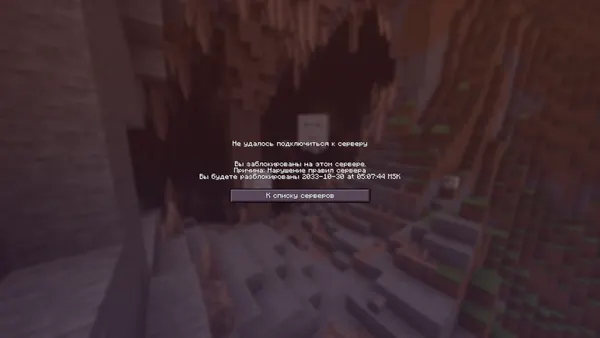 Не удалось подключиться к серверу
Вы заблокированы на этом сервере.
Причина: Нарушение правил сервера
Вы будете разблокированы 2033-10-30 at 05:07:44 MSK
К списку серверов